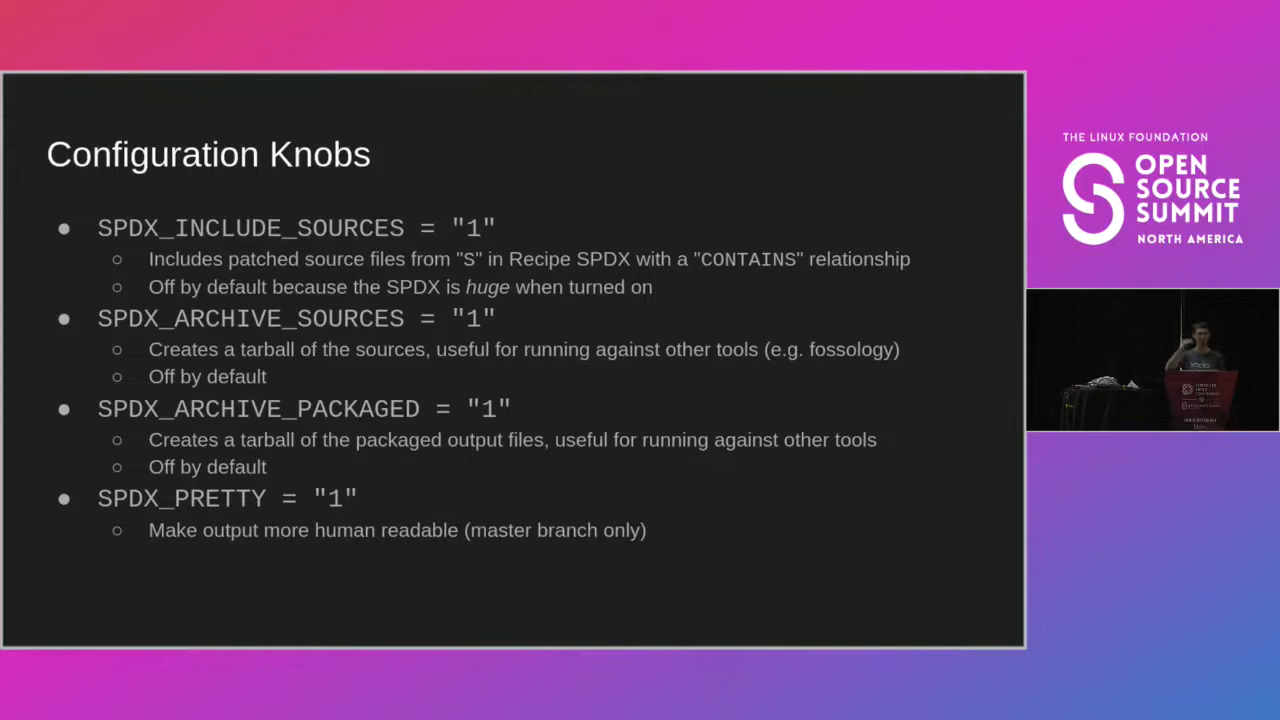 Configuration Knobs
● SPDX_INCLUDE_SOURCES = "1"
○ Includes patched source files from "S" in Recipe SPDX with a "CONTAINS" relationship
○ Off by default because the SPDX is huge when turned on
● SPDX_ARCHIVE_SOURCES = "1"
○ Creates a tarball of the sources, useful for running against other tools (e.g. fossology)
○ Off by default
● SPDX_ARCHIVE_PACKAGED = "1"
○ Creates a tarball of the packaged output files, useful for running against other tools
○ Off by default
● SPDX_PRETTY = "1"
○ Make output more human readable (master branch only)
THE LINUX FOUNDATION
OPEN
SOURCE
SUMMIT
NORTH AMERICA
yocto